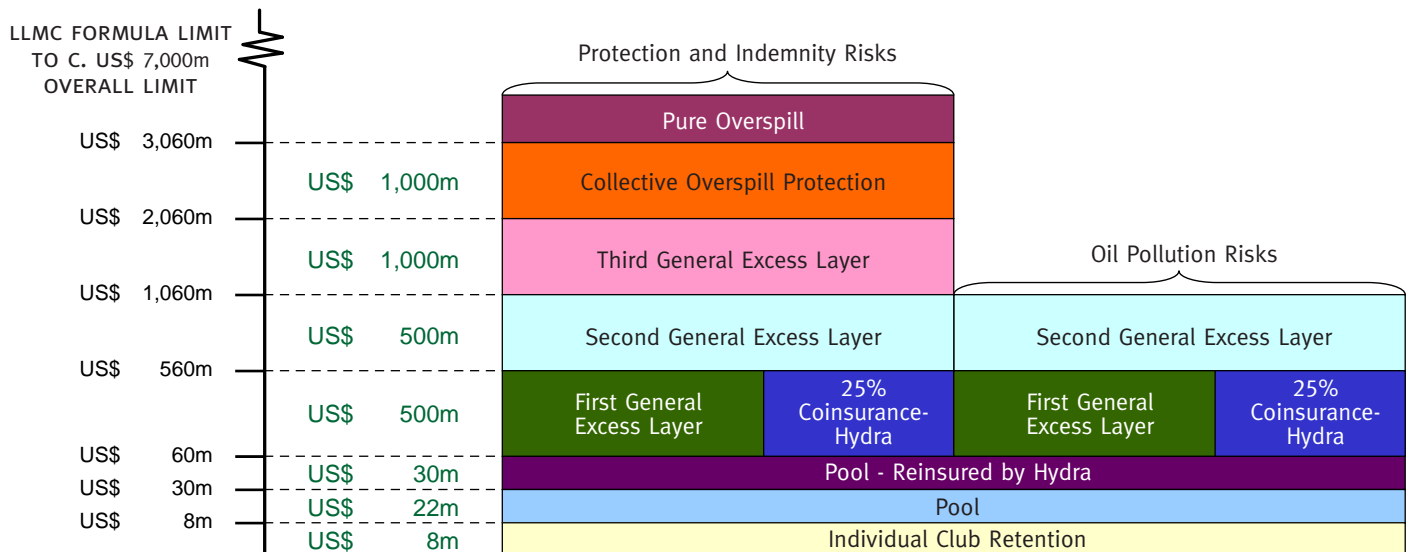 LLMC FORMULA LIMIT
TO C. US$ 7,000m
OVERALL LIMIT
Protection and Indemnity Risks
Pure Overspill
US$ 3,060m
US$ 1,000m
Collective Overspill Protection
US$ 2,060m
US$ 1,000m
Third General Excess Layer
Oil Pollution Risks
US$ 1,060m
US$ 500m
Second General Excess Layer
Second General Excess Layer
US$ 560m
US$ 500m
First General
Excess Layer
25%
Coinsurance-
Hydra
First General
Excess Layer
25%
Coinsurance-
Hydra
US$ 60m
US$ 30m
Pool - Reinsured by Hydra
US$ 30m
US$ 22m
Pool
US$ 8m
US$ 8m
Individual Club Retention